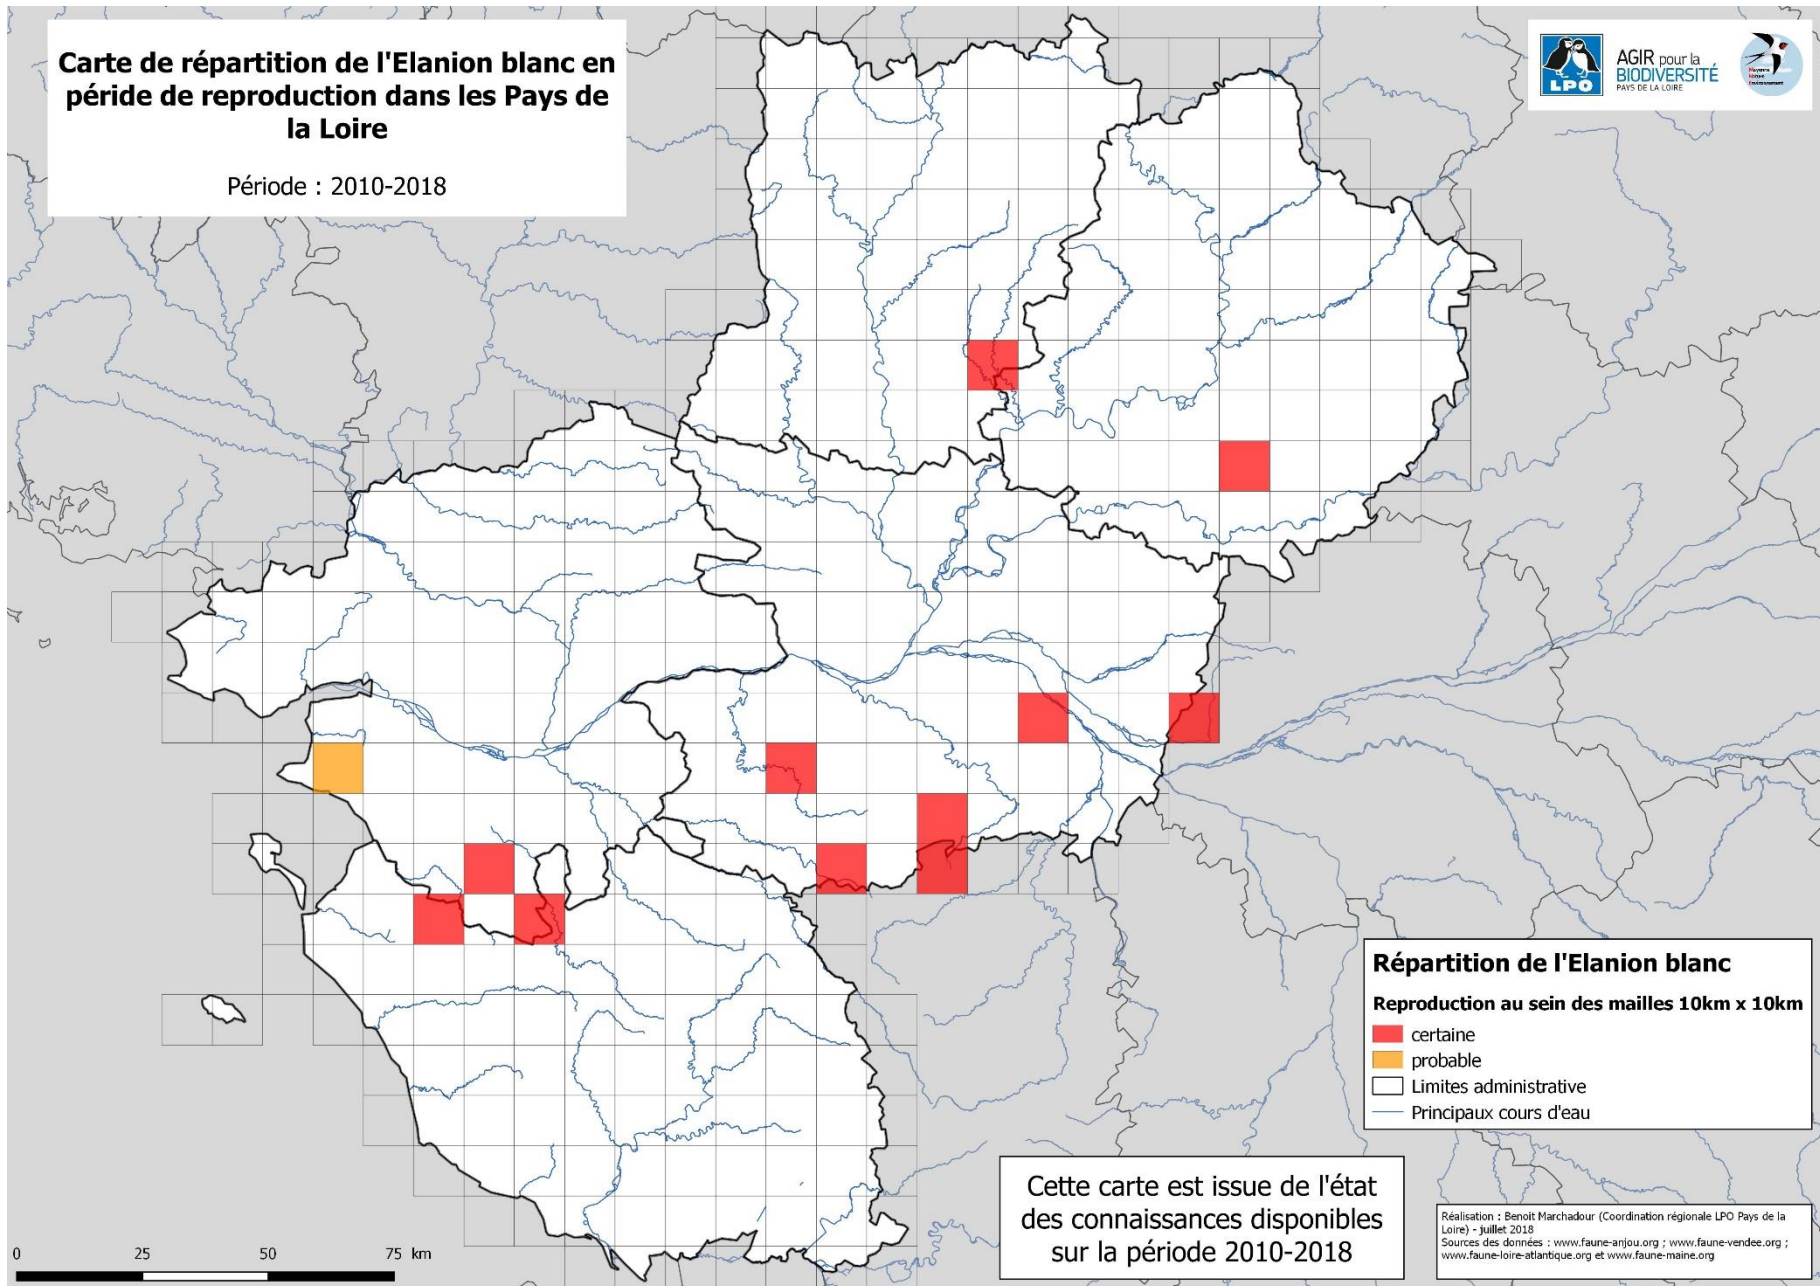 Carte de répartition de l'Elanion blanc en
péride de reproduction dans les Pays de
la Loire
Période : 2010-2018
LPO
AGIR pour la
BIODIVERSITÉ
PAYS DE LA LOIRE
Mayenne
Nature
Environnement
Répartition de l'Elanion blanc
Reproduction au sein des mailles 10km x 10km
certaine
probable
Limites administrative
Principaux cours d'eau
Cette carte est issue de l'état
des connaissances disponibles
sur la période 2010-2018
Réalisation : Benoit Marchadour (Coordination régionale LPO Pays de la
Loire) - juillet 2018
Sources des données : www.faune-anjou.org ; www.faune-vendee.org ;
www.faune-loire-atlantique.org et www.faune-maine.org
0 25 50 75 km